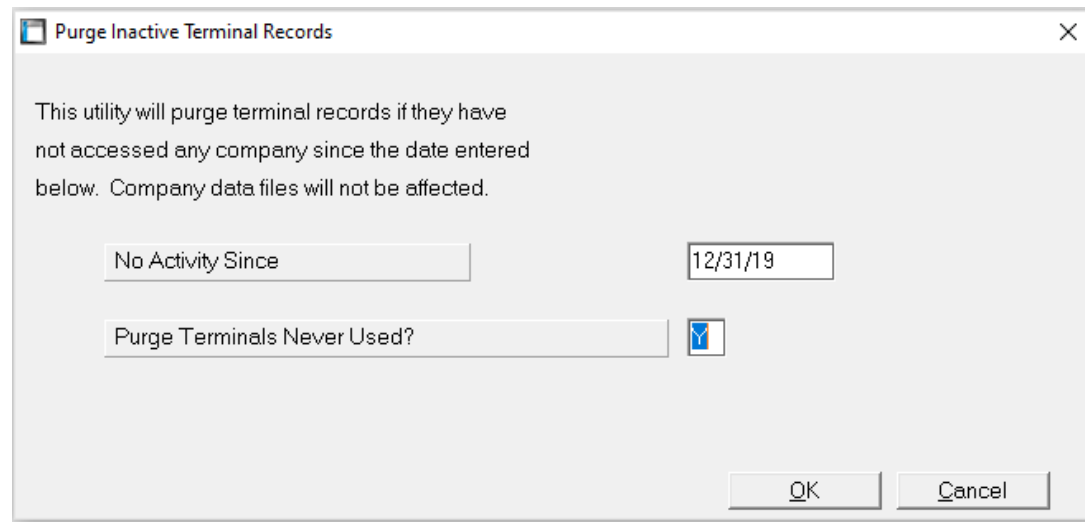 Purge Inactive Terminal Records
This utility will purge terminal records if they have
not accessed any company since the date entered
below.  Company data files will not be affected.
No Activity Since
12/31/19
Purge Terminals Never Used?
Y
OK
Cancel